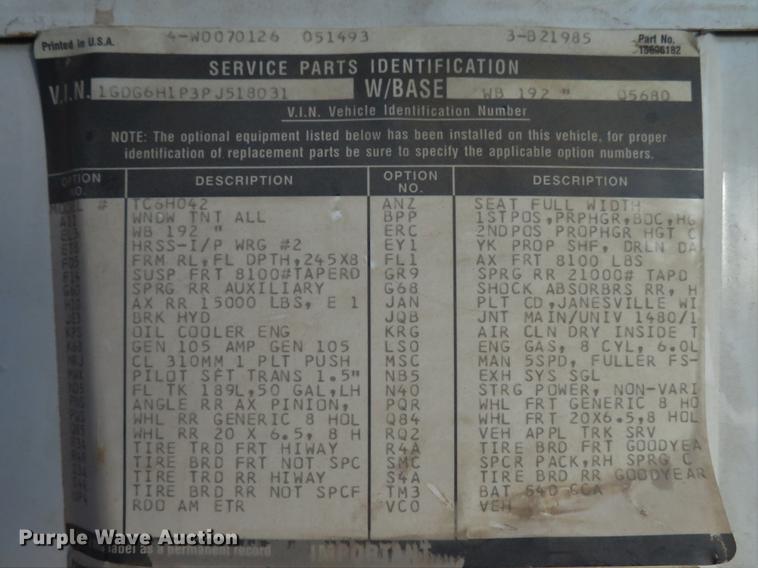 Printed in U.S.A. 4-W0070126 051493 3-B21985 Part No.
15696182
SERVICE PARTS IDENTIFICATION
V.I.N. 1GDG6H1P3PJ518031 W/BASE WB 192 " 05680
V.I.N. Vehicle Identification Number
NOTE: The optional equipment listed below has been installed on this vehicle, for proper
identification of replacement parts be sure to specify the applicable option numbers.
OPTION NO. DESCRIPTION OPTION NO. DESCRIPTION
MODEL # TC6H042 ANZ SEAT FULL WIDTH
WNDW TNT ALL BPP 1STPOS,PRPHGR,BOC,HG
WB 192 " ERC 2NDPOS PROPHGR HGT C
HRSS-I/P WRG #2 EY1 YK PROP SHF, DRLN DA
FRM RL,FL DPTH,245X8 FL1 AX FRT 8100 LBS
SUSP FRT 8100#TAPERD GR9 SPRG RR 21000# TAPD
SPRG RR AUXILIARY G68 SHOCK ABSORBRS RR, H
AX RR 15000 LBS, E 1 JAN PLT CD,JANESVILLE WI
BRK HYD JQB JNT MAIN/UNIV 1480/1
OIL COOLER ENG KRG AIR CLN DRY INSIDE T
GEN 105 AMP GEN 105 LS0 ENG GAS, 8 CYL, 6.0L
CL 310MM 1 PLT PUSH MSC MAN 5SPD, FULLER FS-
PILOT SFT TRANS 1.5" NB5 EXH SYS SGL
FL TK 189L,50 GAL,LH N40 STRG POWER, NON-VARI
ANGLE RR AX PINION, PQR WHL FRT GENERIC 8 HO
WHL RR GENERIC 8 HOL Q84 WHL FRT 20X6.5,8 HOL
WHL RR 20 X 6.5, 8 H RQ2 VEH APPL TRK SRV
TIRE TRD FRT HIWAY R4A TIRE BRD FRT GOODYEA
TIRE BRD FRT NOT SPC SMC SPCR PACK,RH SPRG C
TIRE TRD RR HIWAY S4A TIRE BRD RR GOODYEAR
TIRE BRD RR NOT SPCF TM3 BAT 540 CCA
RDO AM ETR VC0 VEH
label as a permanent record IMPORTANT
Purple Wave Auction